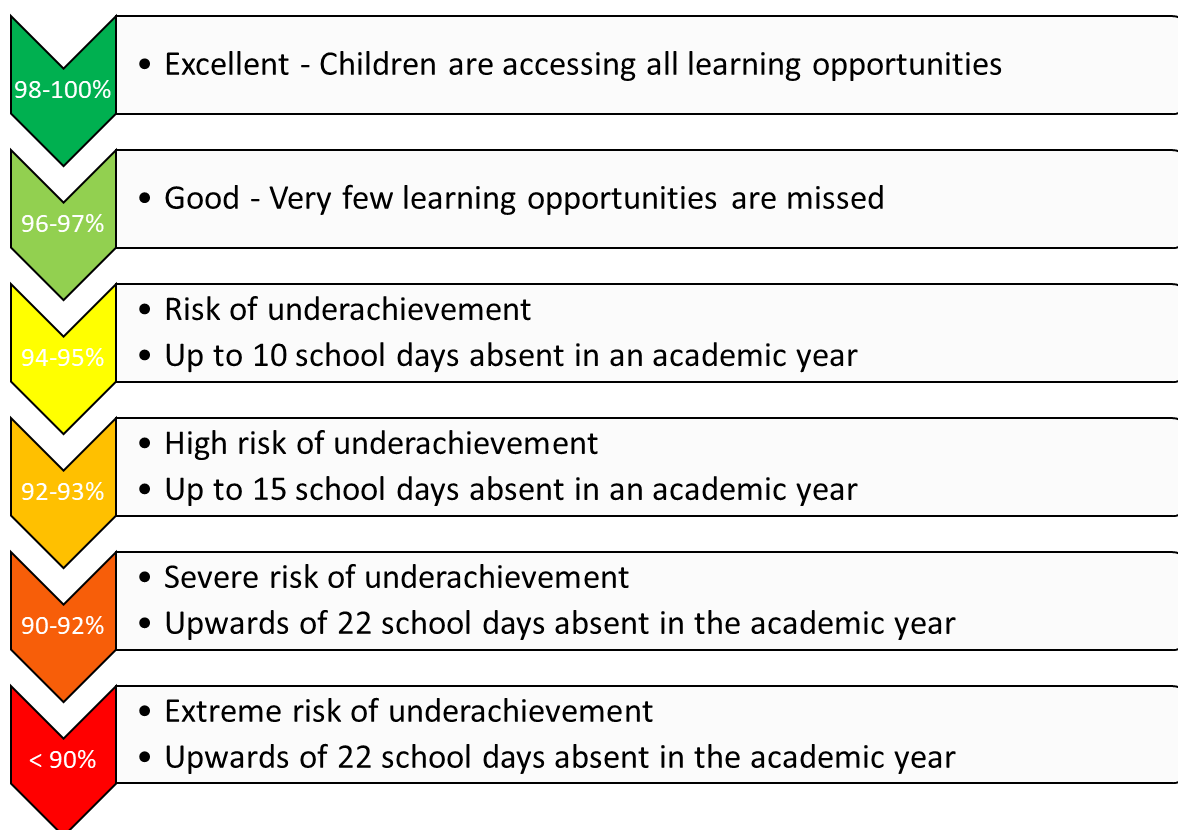 98-100%
• Excellent - Children are accessing all learning opportunities
96-97%
• Good - Very few learning opportunities are missed
94-95%
• Risk of underachievement
• Up to 10 school days absent in an academic year
92-93%
• High risk of underachievement
• Up to 15 school days absent in an academic year
90-92%
• Severe risk of underachievement
• Upwards of 22 school days absent in the academic year
< 90%
• Extreme risk of underachievement
• Upwards of 22 school days absent in the academic year